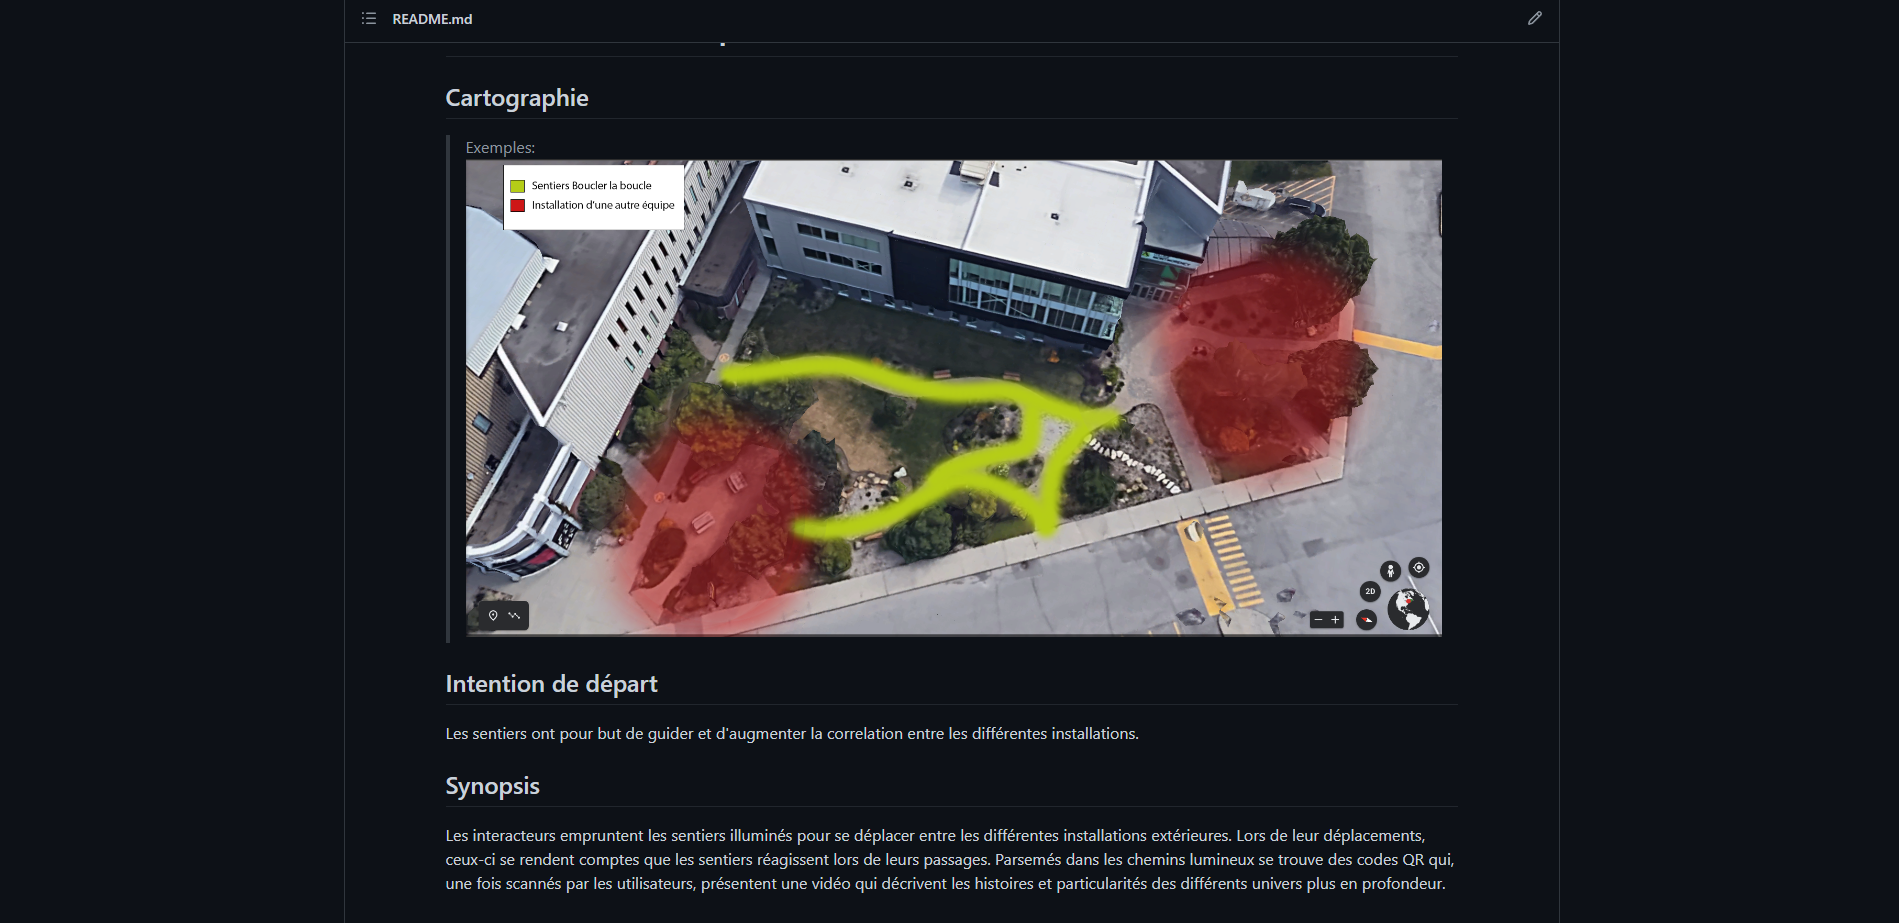 README.md
Cartographie
Exemples:
Sentiers Boucler la boucle
Installation d'une autre équipe
2D
Intention de départ
Les sentiers ont pour but de guider et d'augmenter la correlation entre les différentes installations.
Synopsis
Les interacteurs empruntent les sentiers illuminés pour se déplacer entre les différentes installations extérieures. Lors de leur déplacements,
ceux-ci se rendent comptes que les sentiers réagissent lors de leurs passages. Parsemés dans les chemins lumineux se trouve des codes QR qui,
une fois scannés par les utilisateurs, présentent une vidéo qui décrivent les histoires et particularités des différents univers plus en profondeur.